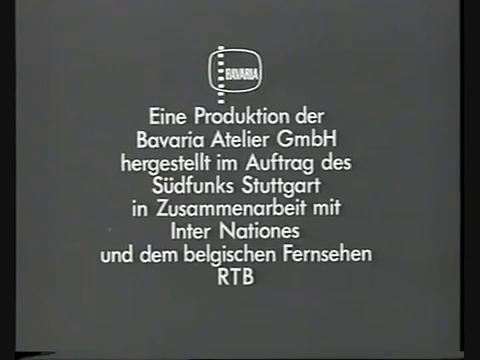 BAVARIA
Eine Produktion der
Bavaria Atelier GmbH
hergestellt im Auftrag des
Südfunks Stuttgart
in Zusammenarbeit mit
Inter Nationes
und dem belgischen Fernsehen
RTB